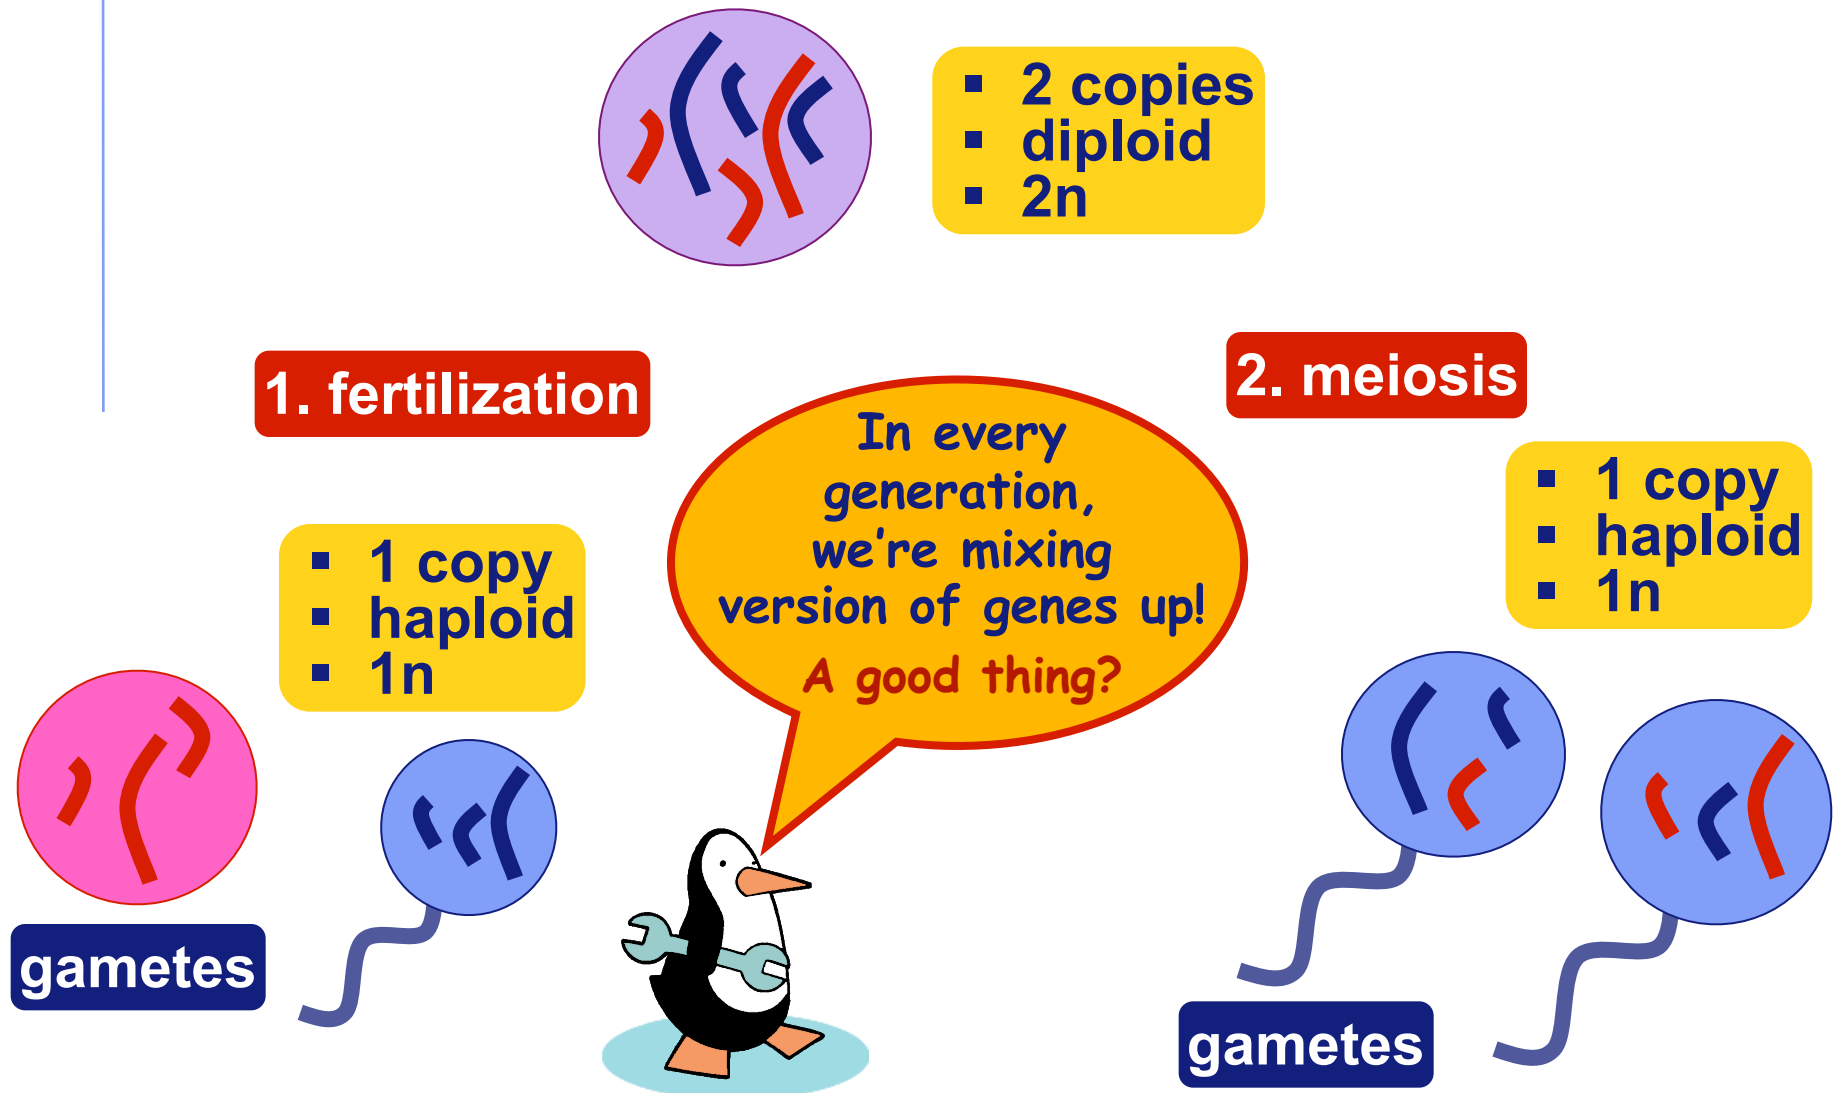 ▪ 2 copies
▪ diploid
▪ 2n
1. fertilization
2. meiosis
In every
generation,
we're mixing
version of genes up!
A good thing?
▪ 1 copy
▪ haploid
▪ 1n
▪ 1 copy
▪ haploid
▪ 1n
gametes
gametes